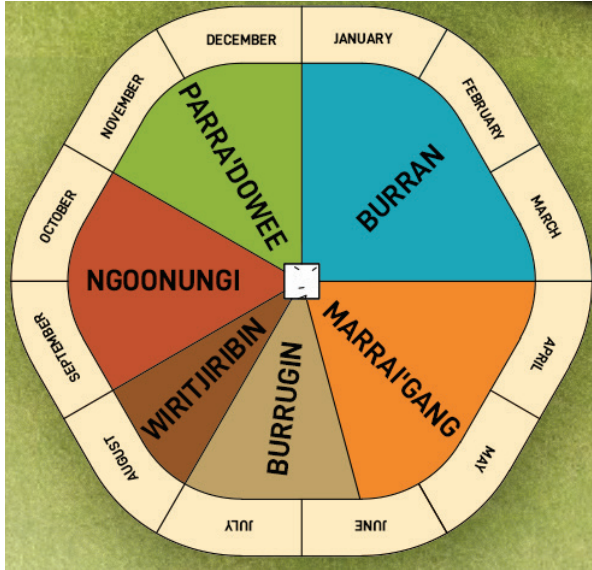 DECEMBER
JANUARY
FEBRUARY
MARCH
APRIL
MAY
JUNE
JULY
AUGUST
SEPTEMBER
OCTOBER
NOVEMBER
PARRA'DOWEE
BURRAN
MARRAI'GANG
BURRUGIN
WIRITJIRIBIN
NGOONUNGI